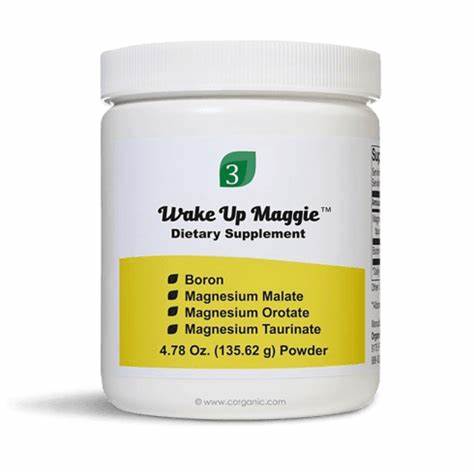 3
Wake Up Maggie™
Dietary Supplement
Boron
Magnesium Malate
Magnesium Orotate
Magnesium Taurinate
4.78 Oz. (135.62 g) Powder
© www.corganic.com